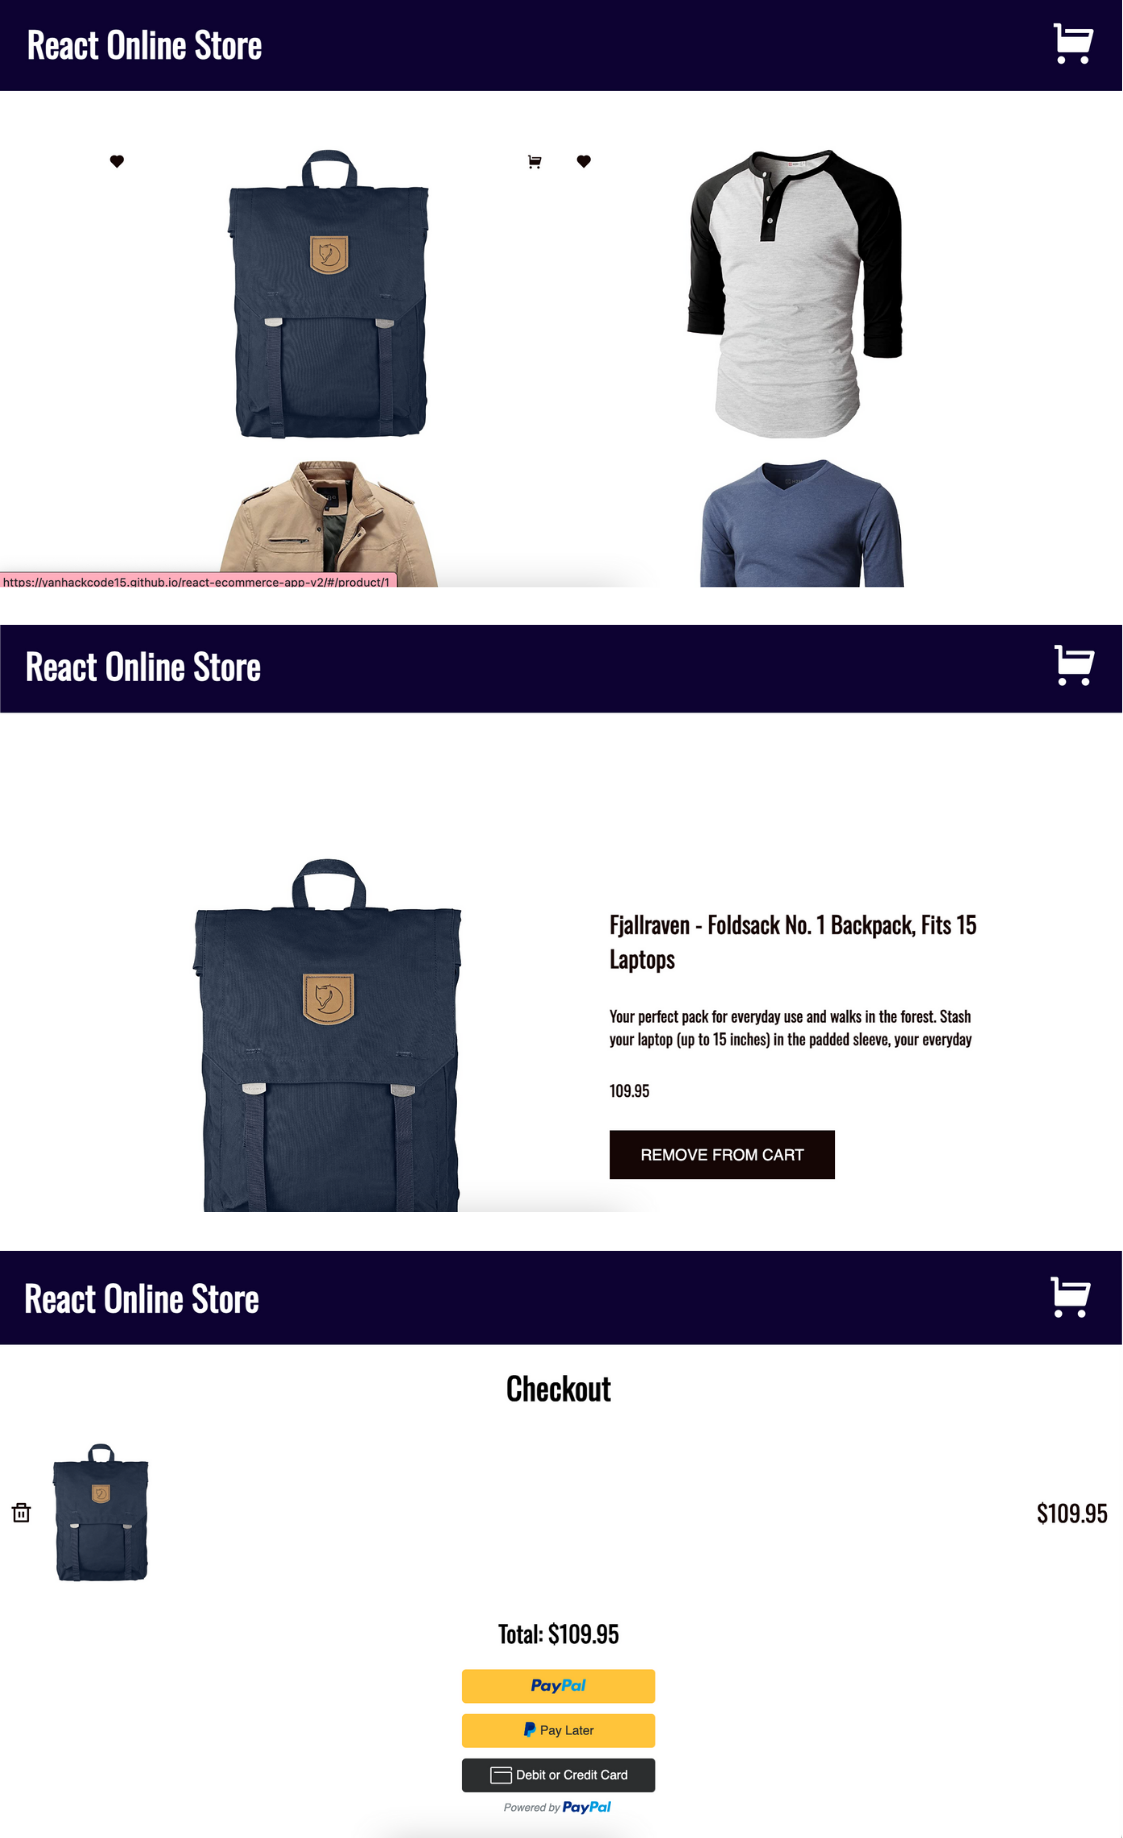 React Online Store
https://vanhackcode15.github.io/react-ecommerce-app-v2/#/product/1
React Online Store
Fjallraven - Foldsack No. 1 Backpack, Fits 15
Laptops
Your perfect pack for everyday use and walks in the forest. Stash
your laptop (up to 15 inches) in the padded sleeve, your everyday
109.95
REMOVE FROM CART
React Online Store
Checkout
$109.95
Total: $109.95
PayPal
Pay Later
Debit or Credit Card
Powered by PayPal